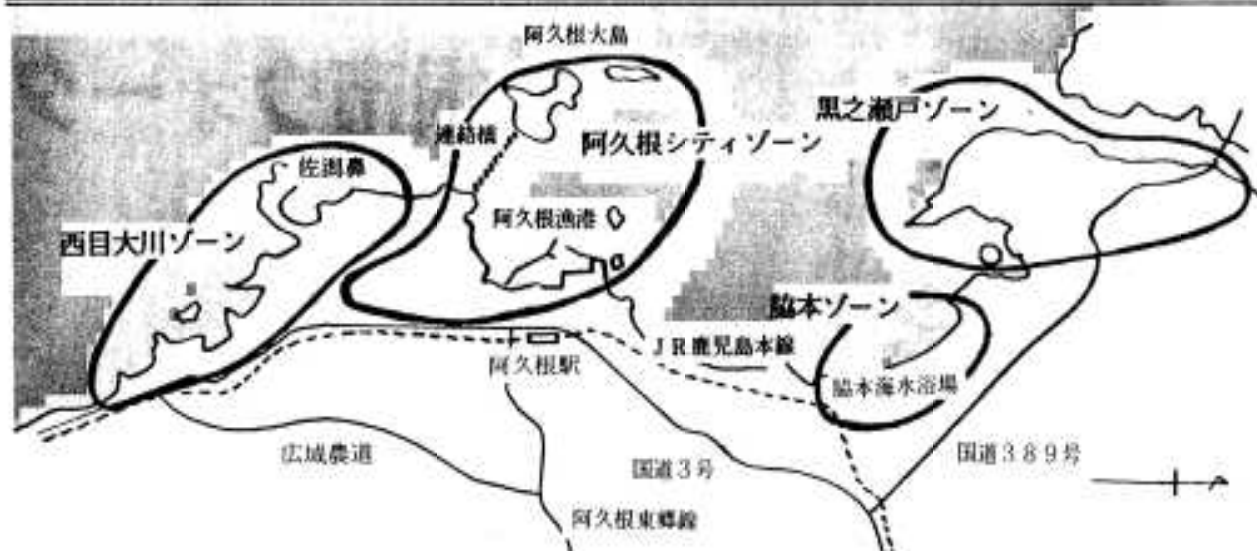 阿久根大島
黒之瀬戸ゾーン
連結橋
阿久根シティゾーン
佐潟鼻
阿久根漁港
西目大川ゾーン
脇本ゾーン
JR鹿児島本線
阿久根駅
脇本海水浴場
広域農道
国道3号
国道389号
阿久根東郷線